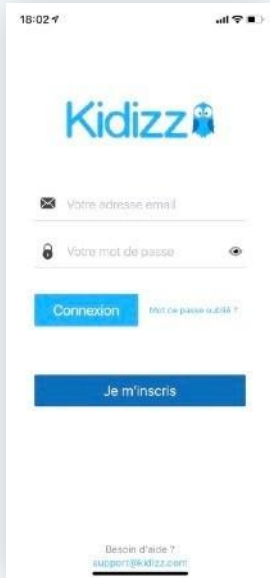 18:02
Kidizz
Votre adresse email
Votre mot de passe
Connexion Mot de passe oublié ?
Je m'inscris
Besoin d'aide ?
support@kidizz.com